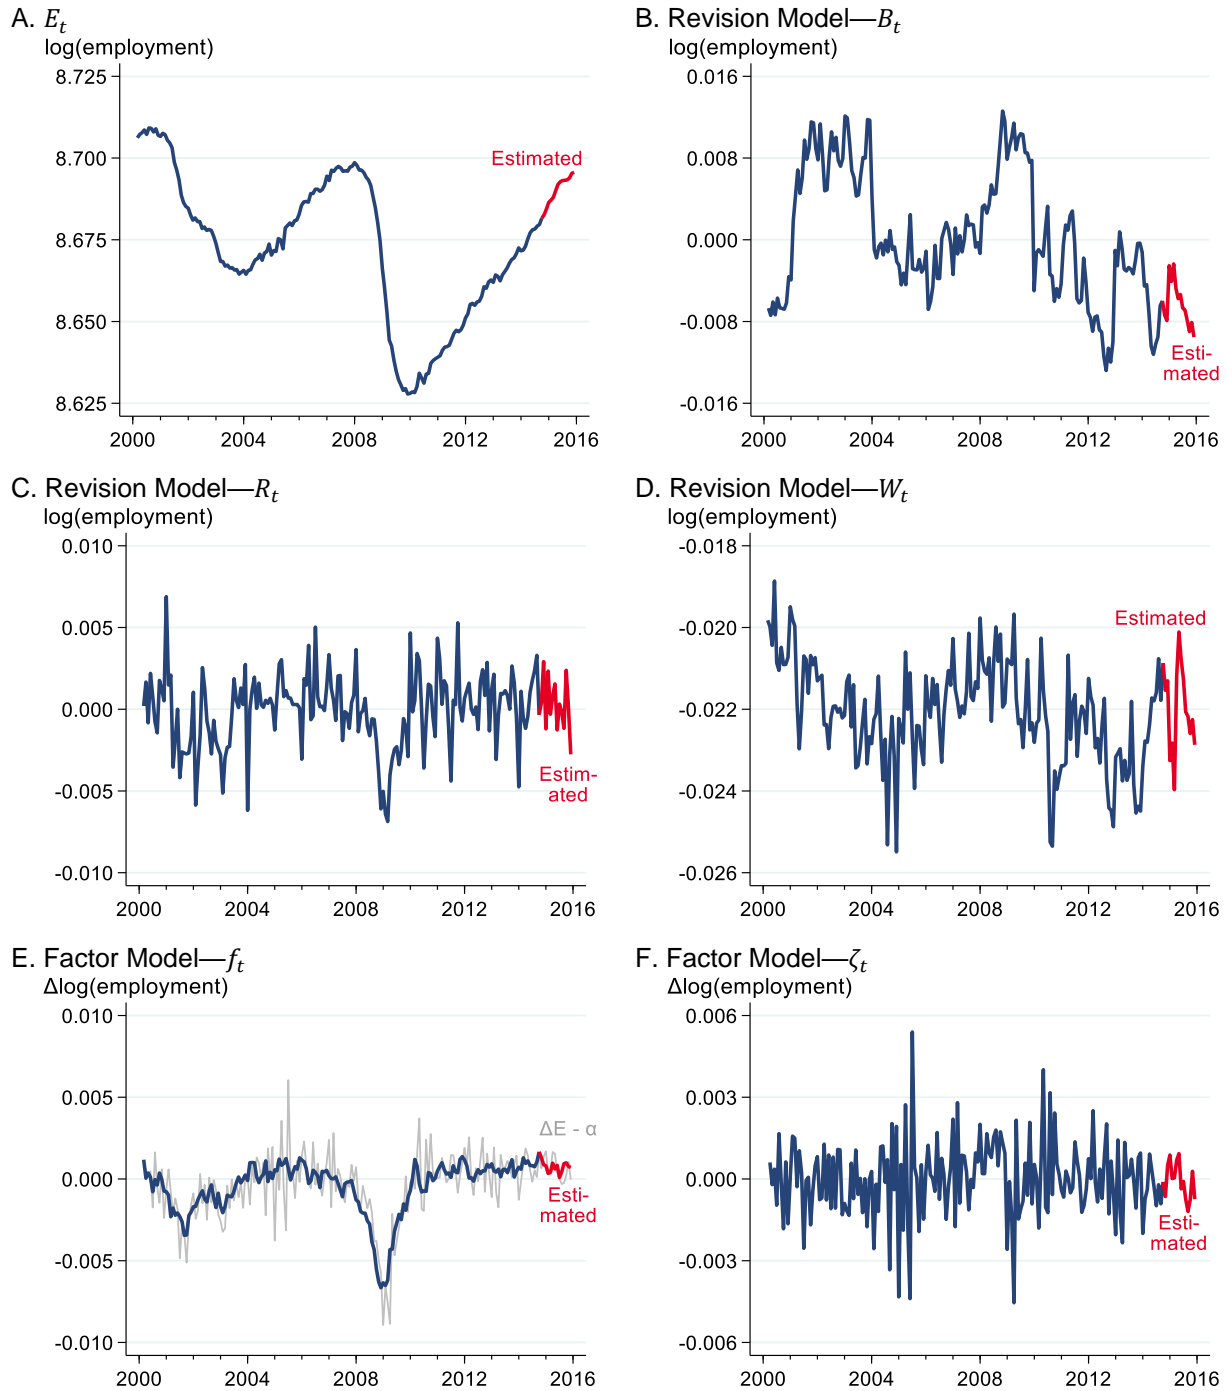 A. E_t
log(employment)
8.725
8.700
8.675
8.650
8.625
Estimated
2000 2004 2008 2012 2016
B. Revision Model—B_t
log(employment)
0.016
0.008
0.000
-0.008
-0.016
Esti-
mated
2000 2004 2008 2012 2016
C. Revision Model—R_t
log(employment)
0.010
0.005
0.000
-0.005
-0.010
Estim-
ated
2000 2004 2008 2012 2016
D. Revision Model—W_t
log(employment)
-0.018
-0.020
-0.022
-0.024
-0.026
Estimated
2000 2004 2008 2012 2016
E. Factor Model—f_t
Δlog(employment)
0.010
0.005
0.000
-0.005
-0.010
ΔE - α
Esti-
mated
2000 2004 2008 2012 2016
F. Factor Model—ζ_t
Δlog(employment)
0.006
0.003
0.000
-0.003
-0.006
Esti-
mated
2000 2004 2008 2012 2016